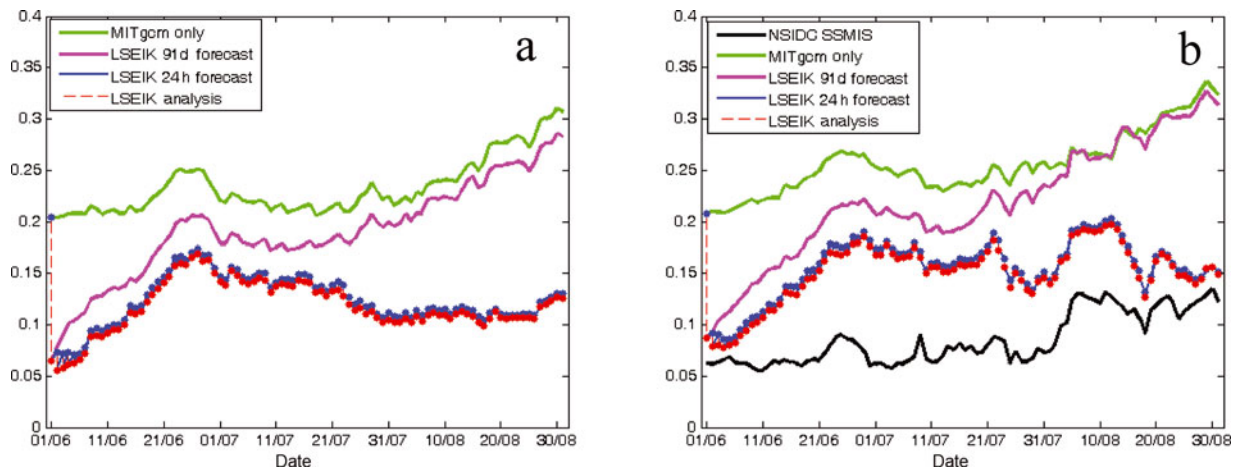 a
MITgcm only
LSEIK 91d forecast
LSEIK 24h forecast
LSEIK analysis
0.4
0.35
0.3
0.25
0.2
0.15
0.1
0.05
0
01/06 11/06 21/06 01/07 11/07 21/07 31/07 10/08 20/08 30/08
Date
b
NSIDC SSMIS
MITgcm only
LSEIK 91d forecast
LSEIK 24h forecast
LSEIK analysis
0.4
0.35
0.3
0.25
0.2
0.15
0.1
0.05
0
01/06 11/06 21/06 01/07 11/07 21/07 31/07 10/08 20/08 30/08
Date